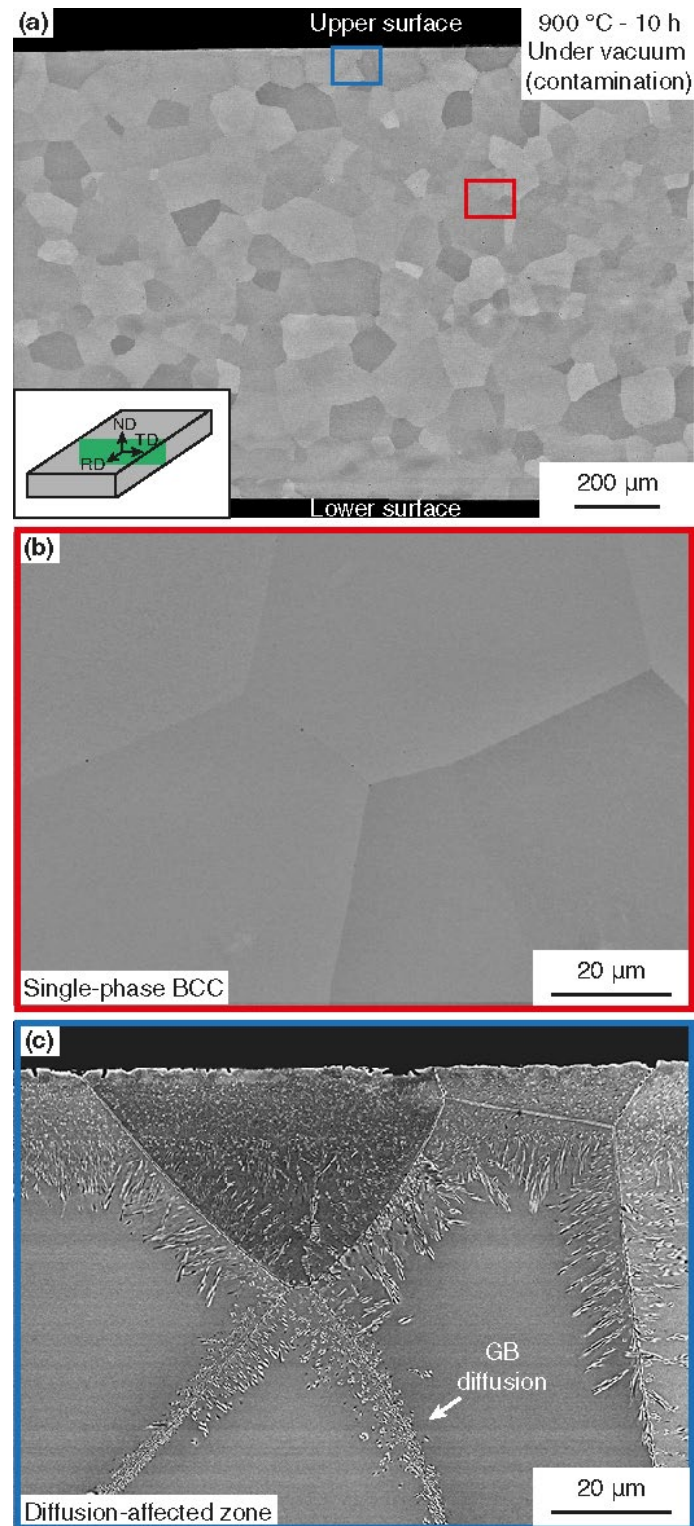 (a)
Upper surface
900 °C - 10 h
Under vacuum
(contamination)
ND
TD
RD
200 µm
Lower surface
(b)
Single-phase BCC
20 µm
(c)
GB
diffusion
Diffusion-affected zone
20 µm